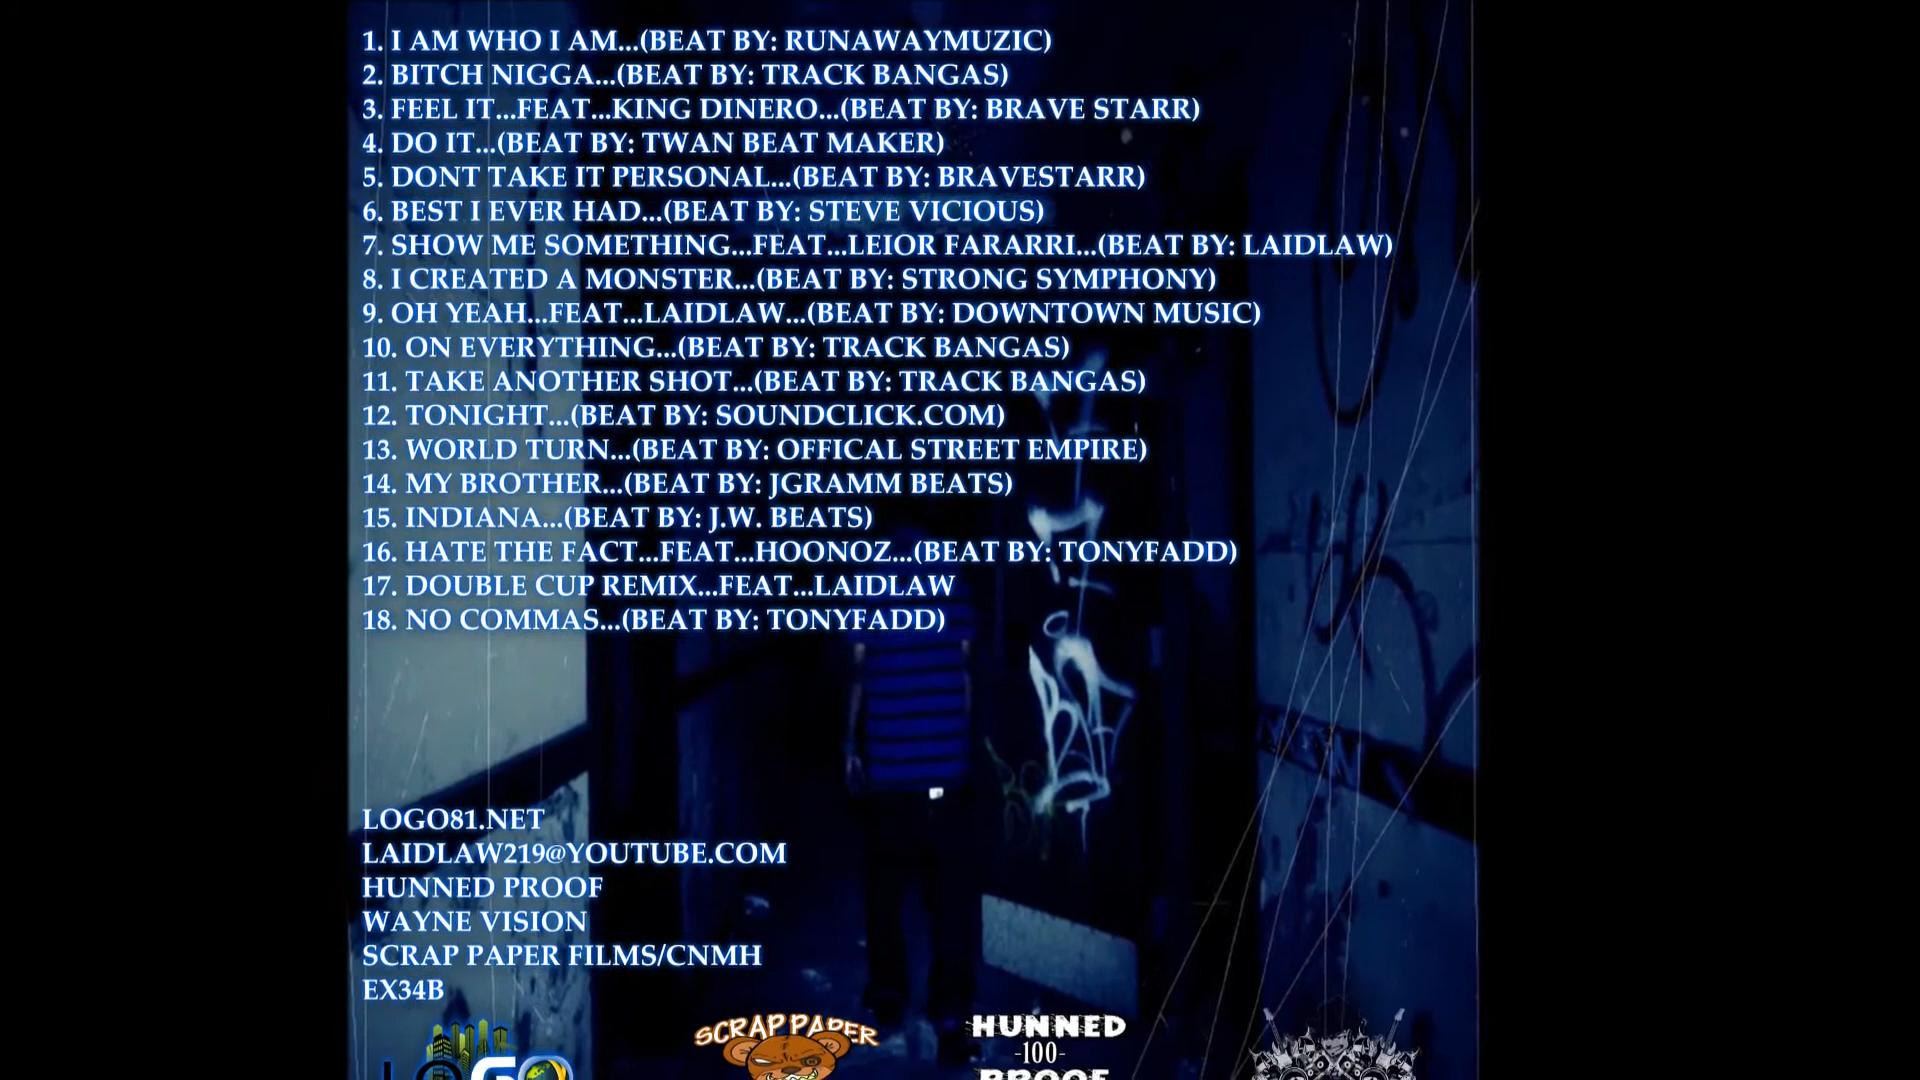 1. I AM WHO I AM...(BEAT BY: RUNAWAYMUZIC)
2. BITCH NIGGA...(BEAT BY: TRACK BANGAS)
3. FEEL IT...FEAT...KING DINERO...(BEAT BY: BRAVE STARR)
4. DO IT...(BEAT BY: TWAN BEAT MAKER)
5. DONT TAKE IT PERSONAL...(BEAT BY: BRAVESTARR)
6. BEST I EVER HAD...(BEAT BY: STEVE VICIOUS)
7. SHOW ME SOMETHING...FEAT...LEIOR FARARRI...(BEAT BY: LAIDLAW)
8. I CREATED A MONSTER...(BEAT BY: STRONG SYMPHONY)
9. OH YEAH...FEAT...LAIDLAW...(BEAT BY: DOWNTOWN MUSIC)
10. ON EVERYTHING...(BEAT BY: TRACK BANGAS)
11. TAKE ANOTHER SHOT...(BEAT BY: TRACK BANGAS)
12. TONIGHT...(BEAT BY: SOUNDCLICK.COM)
13. WORLD TURN...(BEAT BY: OFFICAL STREET EMPIRE)
14. MY BROTHER...(BEAT BY: JGRAMM BEATS)
15. INDIANA...(BEAT BY: J.W. BEATS)
16. HATE THE FACT...FEAT...HOONOZ...(BEAT BY: TONYFADD)
17. DOUBLE CUP REMIX...FEAT...LAIDLAW
18. NO COMMAS...(BEAT BY: TONYFADD)
LOGO81.NET
LAIDLAW219@YOUTUBE.COM
HUNNED PROOF
WAYNE VISION
SCRAP PAPER FILMS/CNMH
EX34B
LOGO
SCRAP PAPER
HUNNED
-100-
PROOF